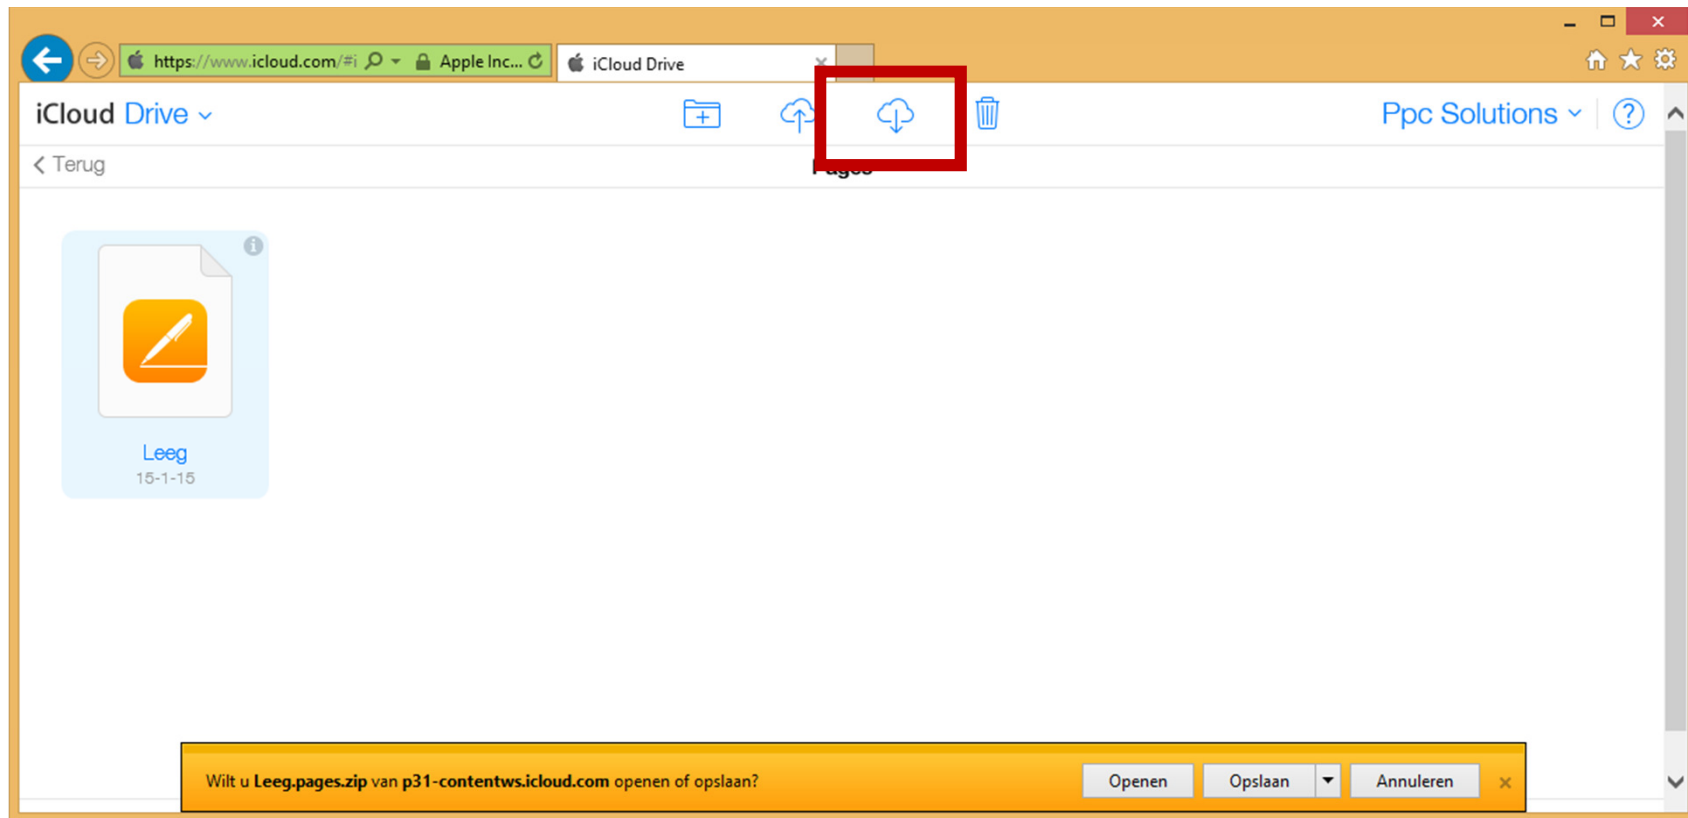 https://www.icloud.com/#i
Apple Inc...
iCloud Drive
iCloud Drive
Ppc Solutions
?
Terug
Pages
Leeg
15-1-15
Wilt u Leeg.pages.zip van p31-contentws.icloud.com openen of opslaan?
Openen
Opslaan
Annuleren